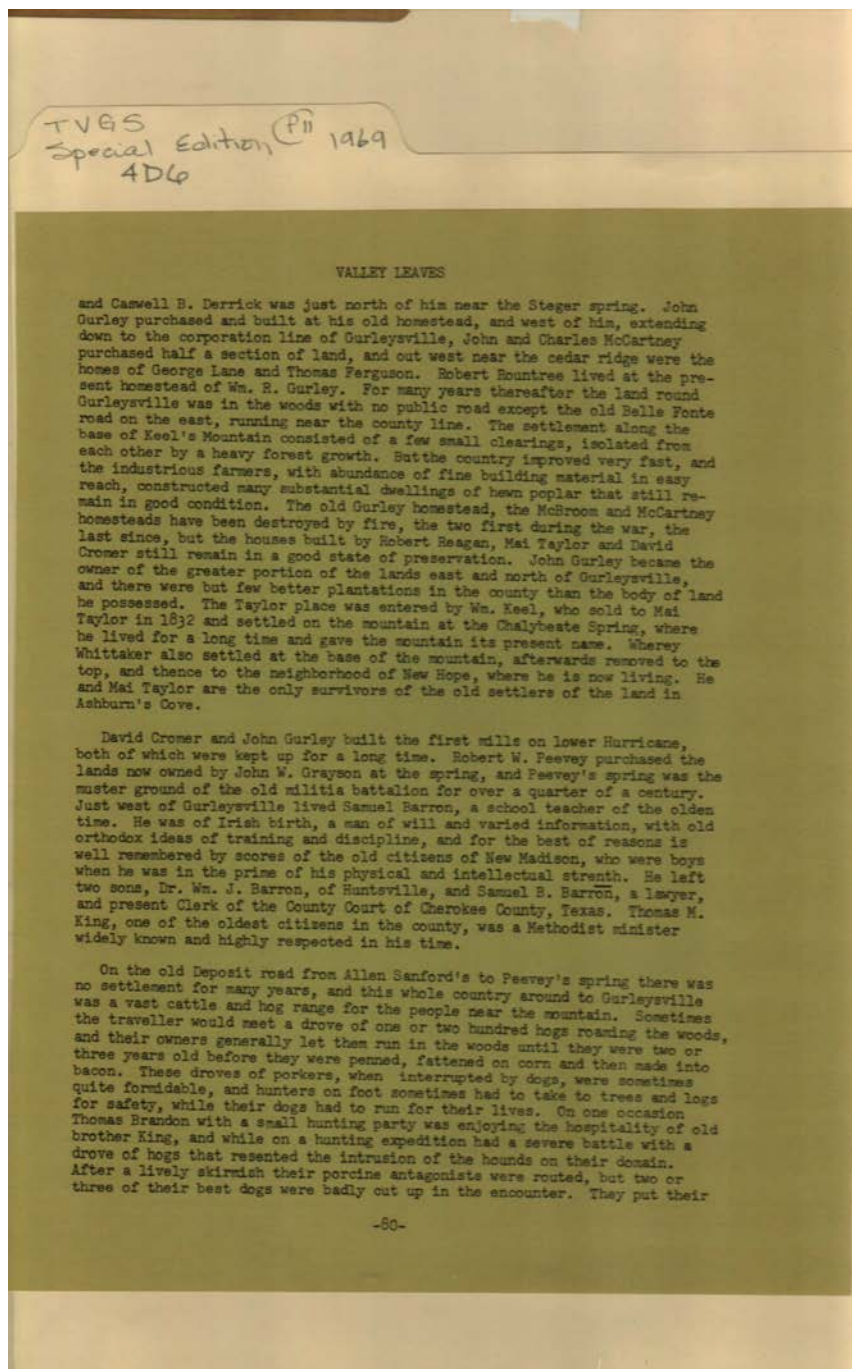 TVGS
Special Edition, P11 1969
4D6
VALLEY LEAVES
and Caswell B. Derrick was just north of him near the Steger spring. John
Gurley purchased and built at his old homestead, and west of him, extending
down to the corporation line of Gurleysville, John and Charles McCartney
purchased half a section of land, and out west near the cedar ridge were the
homes of George Lane and Thomas Ferguson. Robert Rountree lived at the pre-
sent homestead of Wm. R. Gurley. For many years thereafter the land round
Gurleysville was in the woods with no public road except the old Belle Fonte
road on the east, running near the county line. The settlement along the
base of Keel's Mountain consisted of a few small clearings, isolated from
each other by a heavy forest growth. But the country improved very fast, and
the industrious farmers, with abundance of fine building material in easy
reach, constructed many substantial dwellings of hewn poplar that still re-
main in good condition. The old Gurley homestead, the McBroom and McCartney
homesteads have been destroyed by fire, the two first during the war, the
last since, but the houses built by Robert Reagan, Mai Taylor and David
Cromer still remain in a good state of preservation. John Gurley became the
owner of the greater portion of the lands east and north of Gurleysville,
and there were but few better plantations in the county than the body of land
he possessed. The Taylor place was entered by Wm. Keel, who sold to Mai
Taylor in 1832 and settled on the mountain at the Chalybeate Spring, where
he lived for a long time and gave the mountain its present name. Wherey
Whittaker also settled at the base of the mountain, afterwards removed to the
top, and thence to the neighborhood of New Hope, where he is now living. He
and Mai Taylor are the only survivors of the old settlers of the land in
Ashburn's Cove.
David Cromer and John Gurley built the first mills on lower Hurricane,
both of which were kept up for a long time. Robert W. Peevey purchased the
lands now owned by John W. Grayson at the spring, and Peevey's spring was the
muster ground of the old militia battalion for over a quarter of a century.
Just west of Gurleysville lived Samuel Barron, a school teacher of the olden
time. He was of Irish birth, a man of will and varied information, with old
orthodox ideas of training and discipline, and for the best of reasons is
well remembered by scores of the old citizens of New Madison, who were boys
when he was in the prime of his physical and intellectual strenth. He left
two sons, Dr. Wm. J. Barron, of Huntsville, and Samuel B. Barron, a lawyer,
and present Clerk of the County Court of Cherokee County, Texas. Thomas M.
King, one of the oldest citizens in the county, was a Methodist minister
widely known and highly respected in his time.
On the old Deposit road from Allen Sanford's to Peevey's spring there was
no settlement for many years, and this whole country around to Gurleysville
was a vast cattle and hog range for the people near the mountain. Sometimes
the traveller would meet a drove of one or two hundred hogs roaming the woods,
and their owners generally let them run in the woods until they were two or
three years old before they were penned, fattened on corn and then made into
bacon. These droves of porkers, when interrupted by dogs, were sometimes
quite formidable, and hunters on foot sometimes had to take to trees and logs
for safety, while their dogs had to run for their lives. On one occasion
Thomas Brandon with a small hunting party was enjoying the hospitality of old
brother King, and while on a hunting expedition had a severe battle with a
drove of hogs that resented the intrusion of the hounds on their domain.
After a lively skirmish their porcine antagonists were routed, but two or
three of their best dogs were badly cut up in the encounter. They put their
-80-